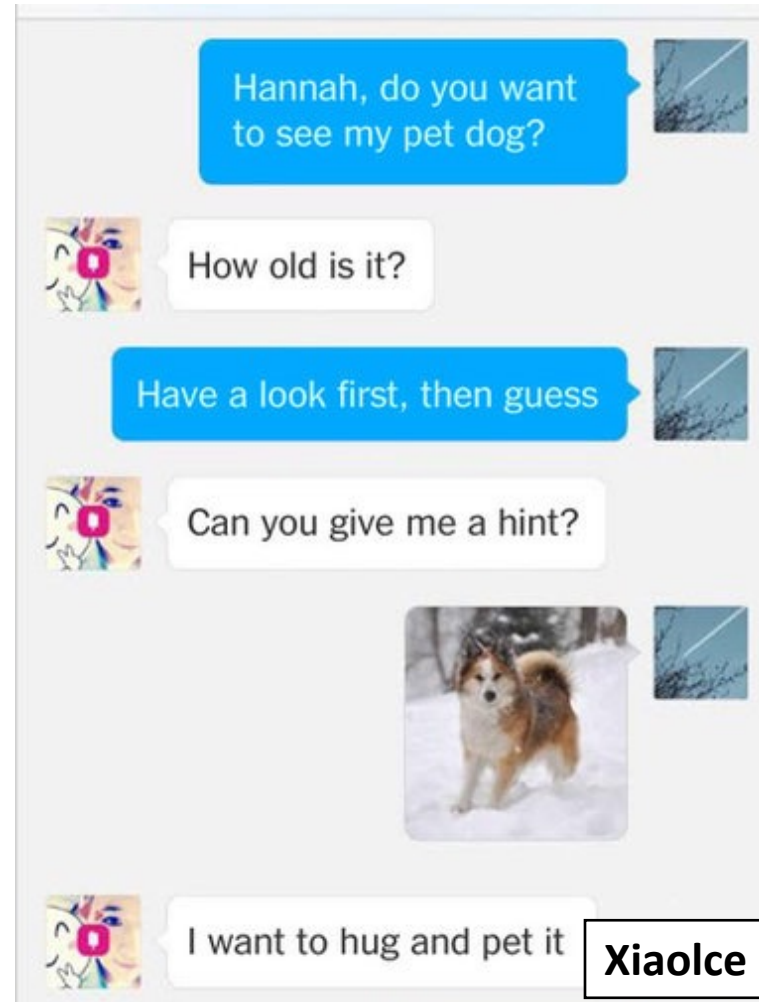 Hannah, do you want
to see my pet dog?
How old is it?
Have a look first, then guess
Can you give me a hint?
I want to hug and pet it
XiaoIce